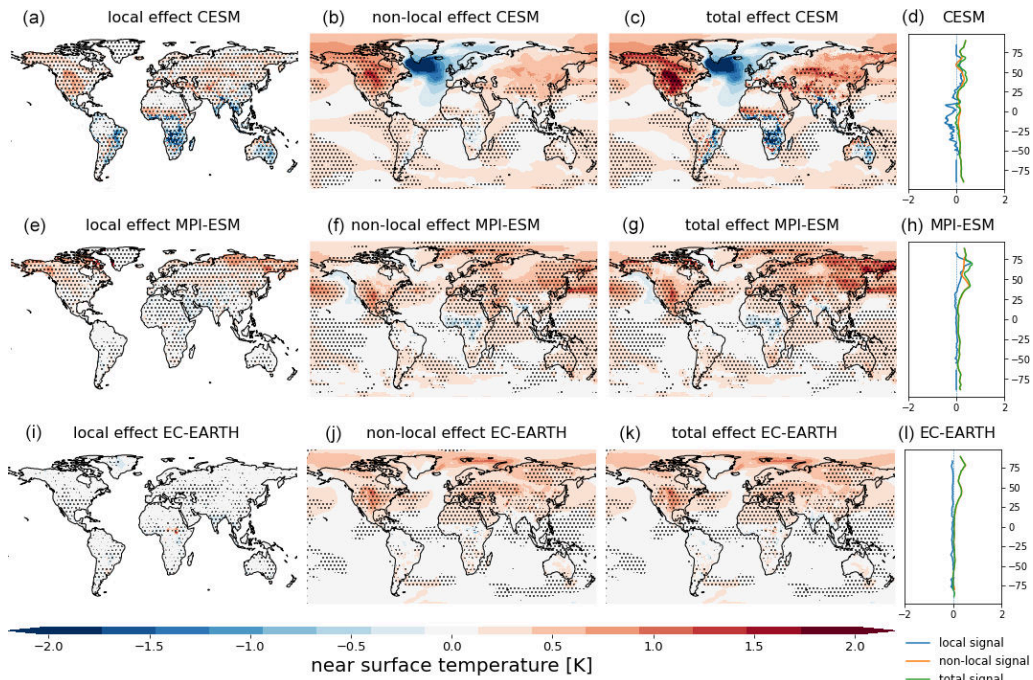 (a) local effect CESM (b) non-local effect CESM (c) total effect CESM (d) CESM
75
50
25
0
−25
−50
−75
−2 0 2
(e) local effect MPI-ESM (f) non-local effect MPI-ESM (g) total effect MPI-ESM (h) MPI-ESM
75
50
25
0
−25
−50
−75
−2 0 2
(i) local effect EC-EARTH (j) non-local effect EC-EARTH (k) total effect EC-EARTH (l) EC-EARTH
75
50
25
0
−25
−50
−75
−2 0 2
−2.0 −1.5 −1.0 −0.5 0.0 0.5 1.0 1.5 2.0
near surface temperature [K]
local signal
non-local signal
total signal